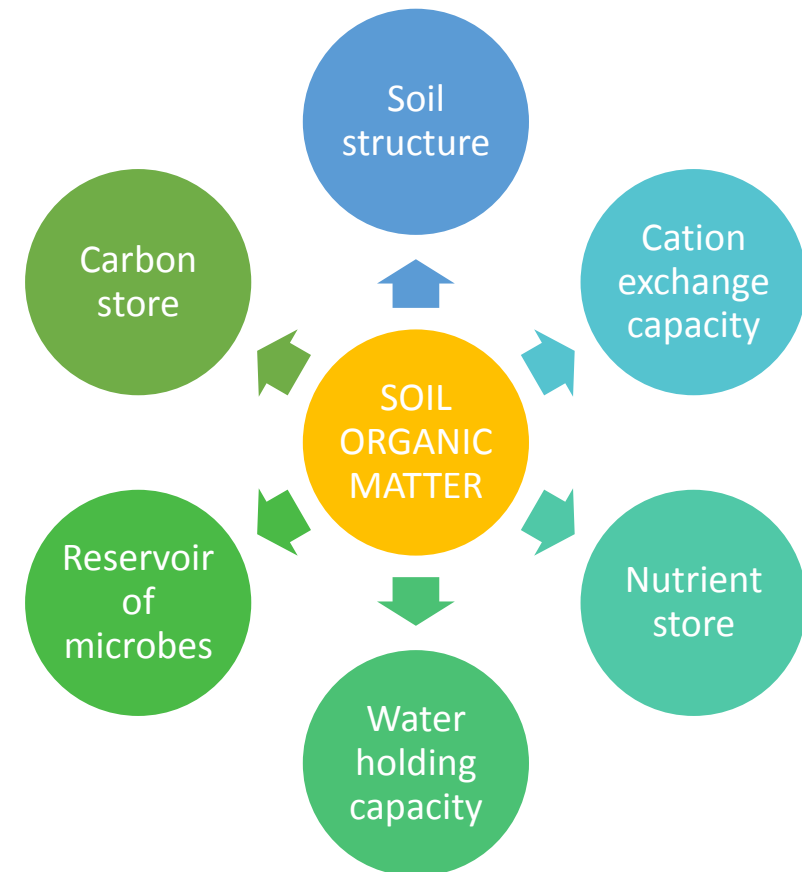 Soil
structure
Cation
exchange
capacity
Nutrient
store
Water
holding
capacity
Reservoir
of
microbes
Carbon
store
SOIL
ORGANIC
MATTER